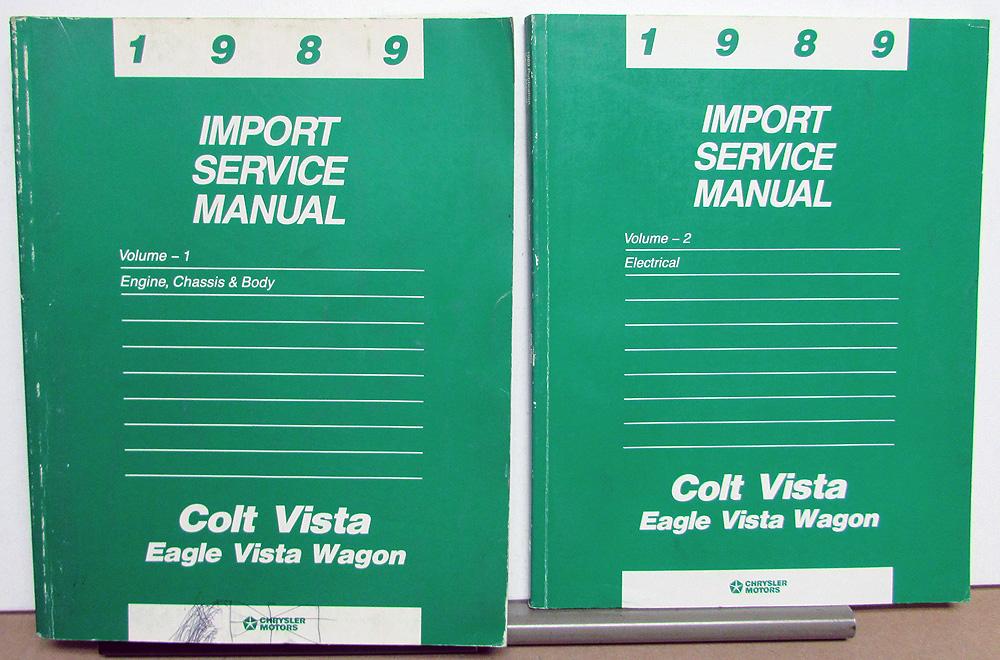 1 9 8 9
IMPORT
SERVICE
MANUAL
Volume – 1
Engine, Chassis & Body
Colt Vista
Eagle Vista Wagon
CHRYSLER
MOTORS
1 9 8 9
IMPORT
SERVICE
MANUAL
Volume – 2
Electrical
Colt Vista
Eagle Vista Wagon
CHRYSLER
MOTORS